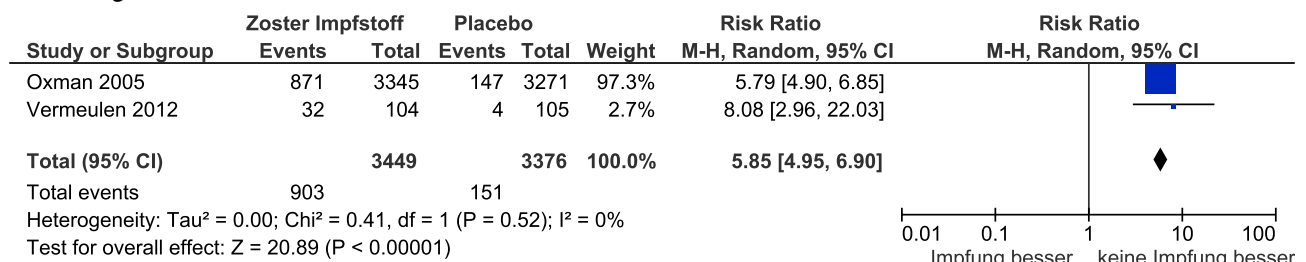 Zoster Impfstoff Placebo Risk Ratio Risk Ratio
Study or Subgroup Events Total Events Total Weight M-H, Random, 95% CI M-H, Random, 95% CI
Oxman 2005 871 3345 147 3271 97.3% 5.79 [4.90, 6.85]
Vermeulen 2012 32 104 4 105 2.7% 8.08 [2.96, 22.03]
Total (95% CI) 3449 3376 100.0% 5.85 [4.95, 6.90]
Total events 903 151
Heterogeneity: Tau² = 0.00; Chi² = 0.41, df = 1 (P = 0.52); I² = 0%
Test for overall effect: Z = 20.89 (P < 0.00001)
0.01 0.1 1 10 100
Impfung besser keine Impfung besser